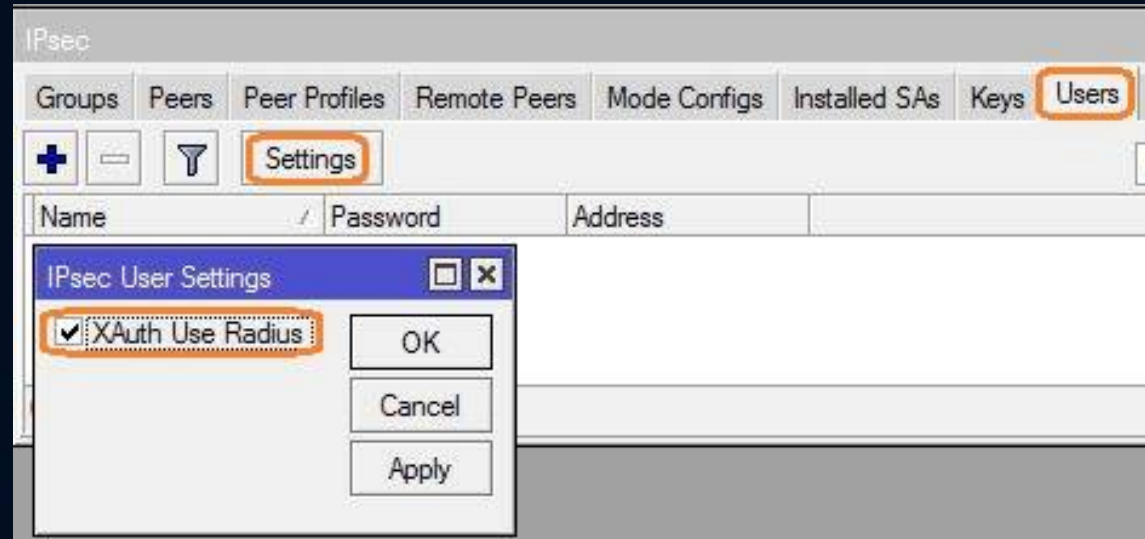 IPsec
Groups Peers Peer Profiles Remote Peers Mode Configs Installed SAs Keys Users
Settings
Name Password Address
IPsec User Settings
XAuth Use Radius
OK
Cancel
Apply